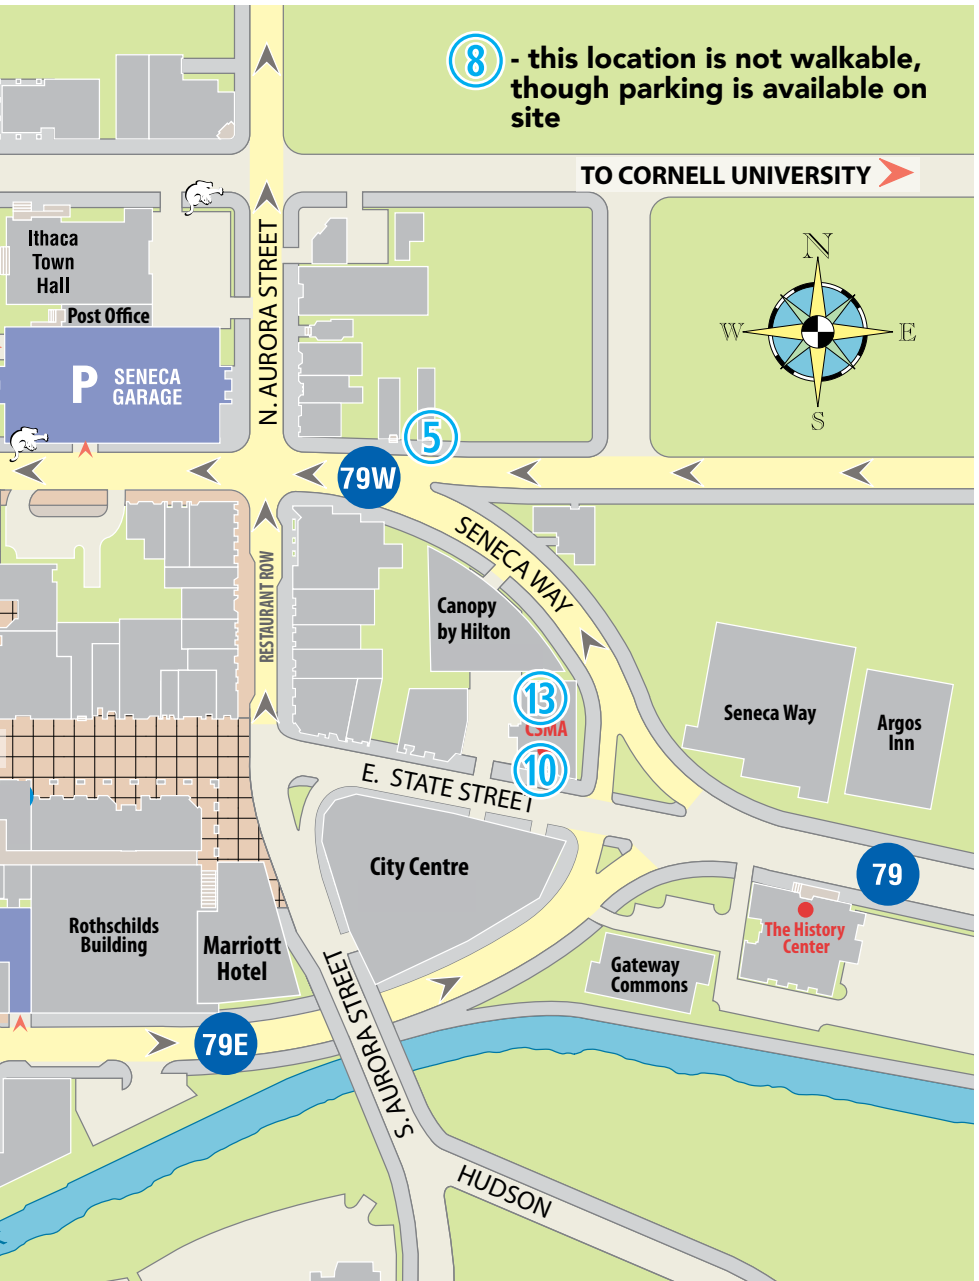 8 - this location is not walkable,
though parking is available on
site
TO CORNELL UNIVERSITY
N
W
E
S
Ithaca
Town
Hall
Post Office
P SENECA
GARAGE
N. AURORA STREET
5
79W
SENECA WAY
RESTAURANT ROW
Canopy
by Hilton
13
CSMA
10
Seneca Way
Argos
Inn
E. STATE STREET
City Centre
79
Rothschilds
Building
Marriott
Hotel
The History
Center
Gateway
Commons
79E
S. AURORA STREET
HUDSON